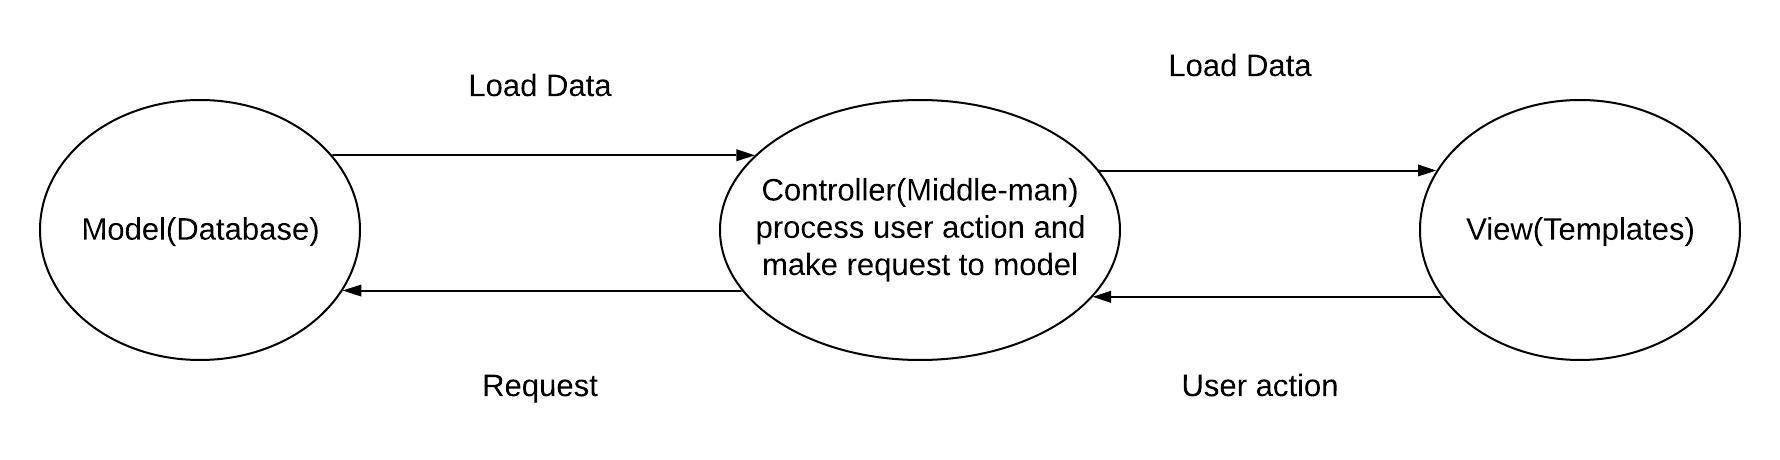 Load Data
Load Data
Model(Database)
Controller(Middle-man)
process user action and
make request to model
View(Templates)
Request
User action